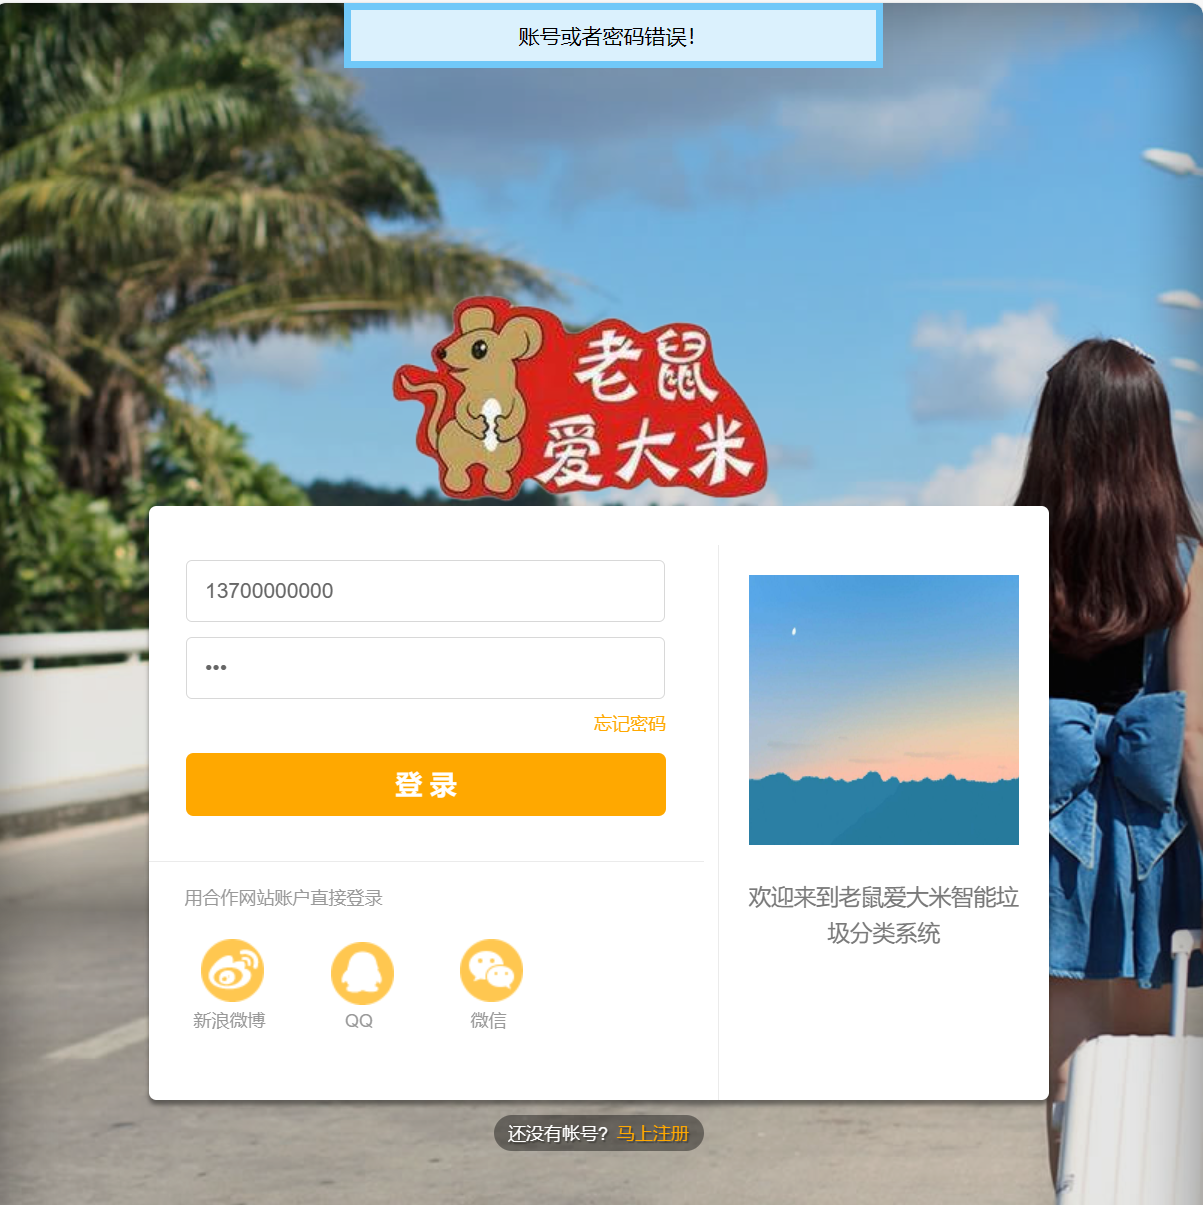 账号或者密码错误!
老鼠
爱大米
13700000000
•••
忘记密码
登 录
用合作网站账户直接登录
新浪微博
QQ
微信
欢迎来到老鼠爱大米智能垃
圾分类系统
还没有帐号? 马上注册